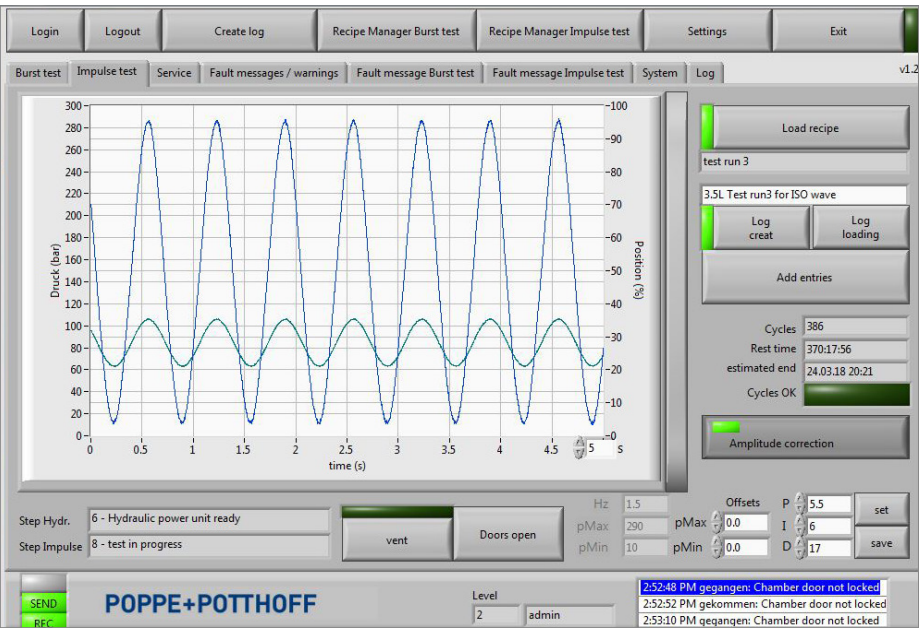 Login Logout Create log Recipe Manager Burst test Recipe Manager Impulse test Settings Exit
Burst test Impulse test Service Fault messages / warnings Fault message Burst test Fault message Impulse test System Log v1.2
300 280 260 240 220 200 180 160 140 120 100 80 60 40 20 0
Druck (bar)
100 90 80 70 60 50 40 30 20 10 0
Position (%)
0 0.5 1 1.5 2 2.5 3 3.5 4 4.5 5 S
time (s)
Load recipe
test run 3
3.5L Test run3 for ISO wave
Log creat
Log loading
Add entries
Cycles 386
Rest time 370:17:56
estimated end 24.03.18 20:21
Cycles OK
Amplitude correction
Step Hydr. 6 - Hydraulic power unit ready
Step Impulse 8 - test in progress
vent
Doors open
Hz 1.5
pMax 290
pMin 10
Offsets
pMax 0.0
pMin 0.0
P 5.5
I 6
D 17
set
save
SEND
REC
POPPE+POTTHOFF
Level
2 admin
2:52:48 PM gegangen: Chamber door not locked
2:52:52 PM gekommen: Chamber door not locked
2:53:10 PM gegangen: Chamber door not locked